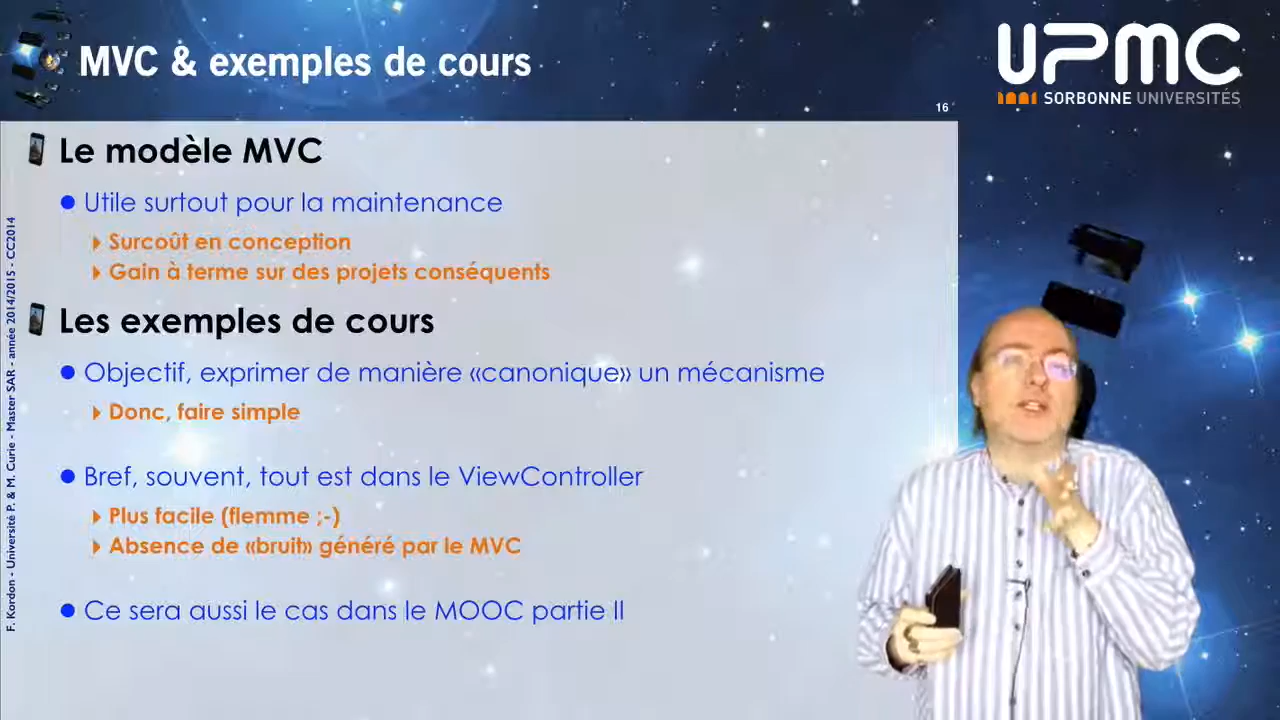 MVC & exemples de cours
UPMC
SORBONNE UNIVERSITÉS
16
Le modèle MVC
Utile surtout pour la maintenance
Surcoût en conception
Gain à terme sur des projets conséquents
Les exemples de cours
Objectif, exprimer de manière «canonique» un mécanisme
Donc, faire simple
Bref, souvent, tout est dans le ViewController
Plus facile (flemme ;-)
Absence de «bruit» généré par le MVC
Ce sera aussi le cas dans le MOOC partie II
F. Kordon - Université P. & M. Curie - Master SAR - année 2014/2015 - CC2014